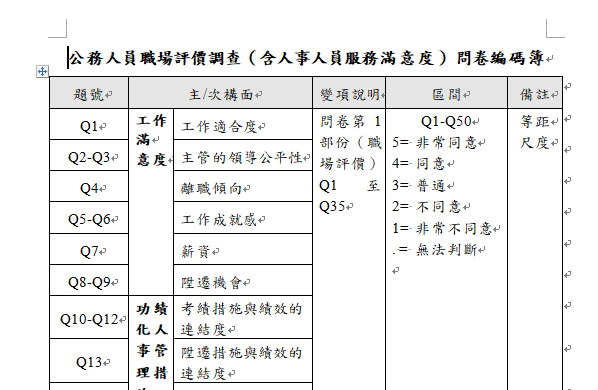 公務人員職場評價調查（含人事人員服務滿意度）問卷編碼簿
題號 主/次構面 變項說明 區間 備註
Q1
工作
滿
意度
工作適合度
Q2-Q3
主管的領導公平性
Q4
離職傾向
Q5-Q6
工作成就感
Q7
薪資
Q8-Q9
陞遷機會
Q10-Q12
考績措施與績效的
連結度
Q13
陞遷措施與績效的
連結度
功績
化人
事管
理措
問卷第 1
部份（職
場評價）
Q1 至
Q35
Q1-Q50
5= 非常同意
4= 同意
3= 普通
2= 不同意
1= 非常不同意
.= 無法判斷
等距
尺度